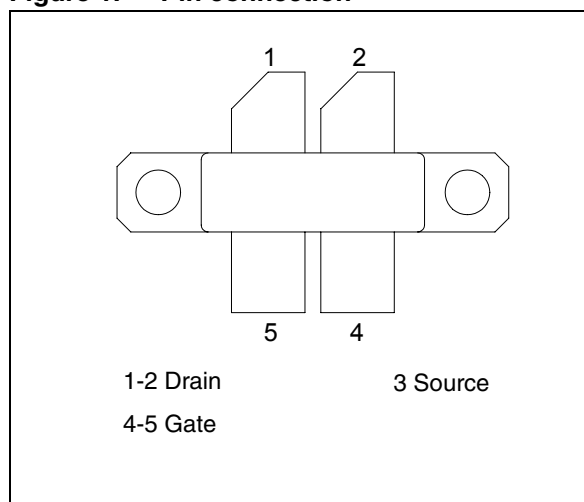 Figure 1. Pin connection
1 2
5 4
1-2 Drain 3 Source
4-5 Gate